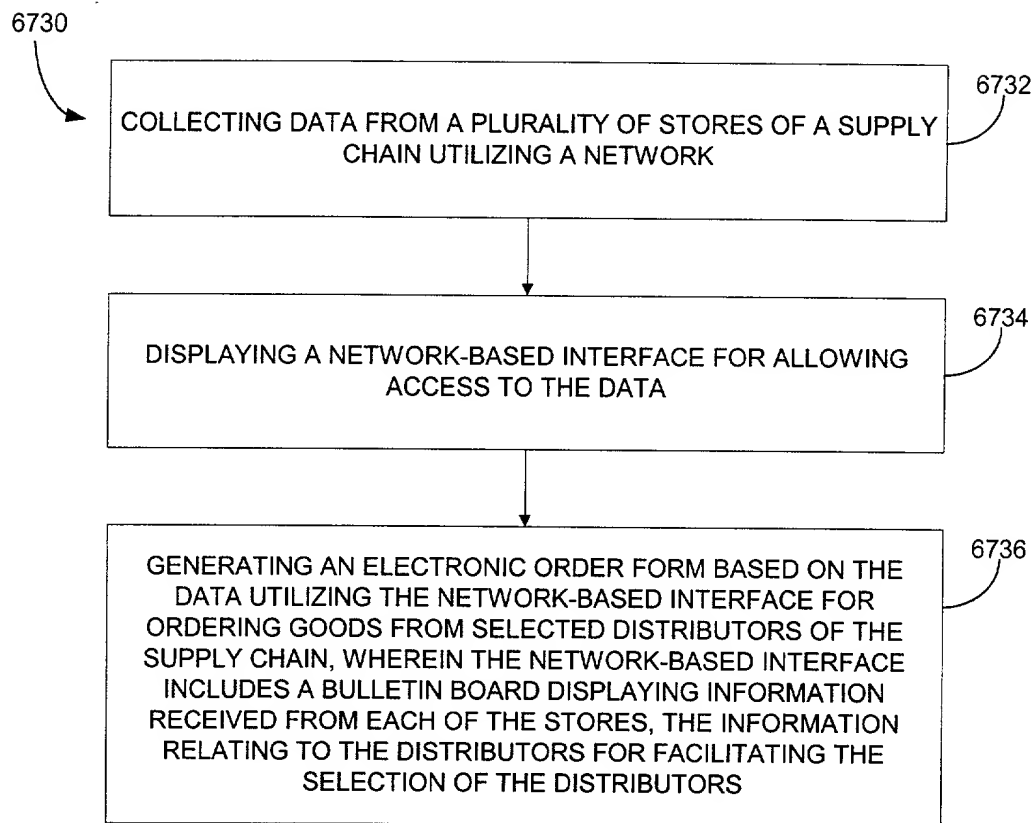 6730
6732
COLLECTING DATA FROM A PLURALITY OF STORES OF A SUPPLY
CHAIN UTILIZING A NETWORK
6734
DISPLAYING A NETWORK-BASED INTERFACE FOR ALLOWING
ACCESS TO THE DATA
6736
GENERATING AN ELECTRONIC ORDER FORM BASED ON THE
DATA UTILIZING THE NETWORK-BASED INTERFACE FOR
ORDERING GOODS FROM SELECTED DISTRIBUTORS OF THE
SUPPLY CHAIN, WHEREIN THE NETWORK-BASED INTERFACE
INCLUDES A BULLETIN BOARD DISPLAYING INFORMATION
RECEIVED FROM EACH OF THE STORES, THE INFORMATION
RELATING TO THE DISTRIBUTORS FOR FACILITATING THE
SELECTION OF THE DISTRIBUTORS